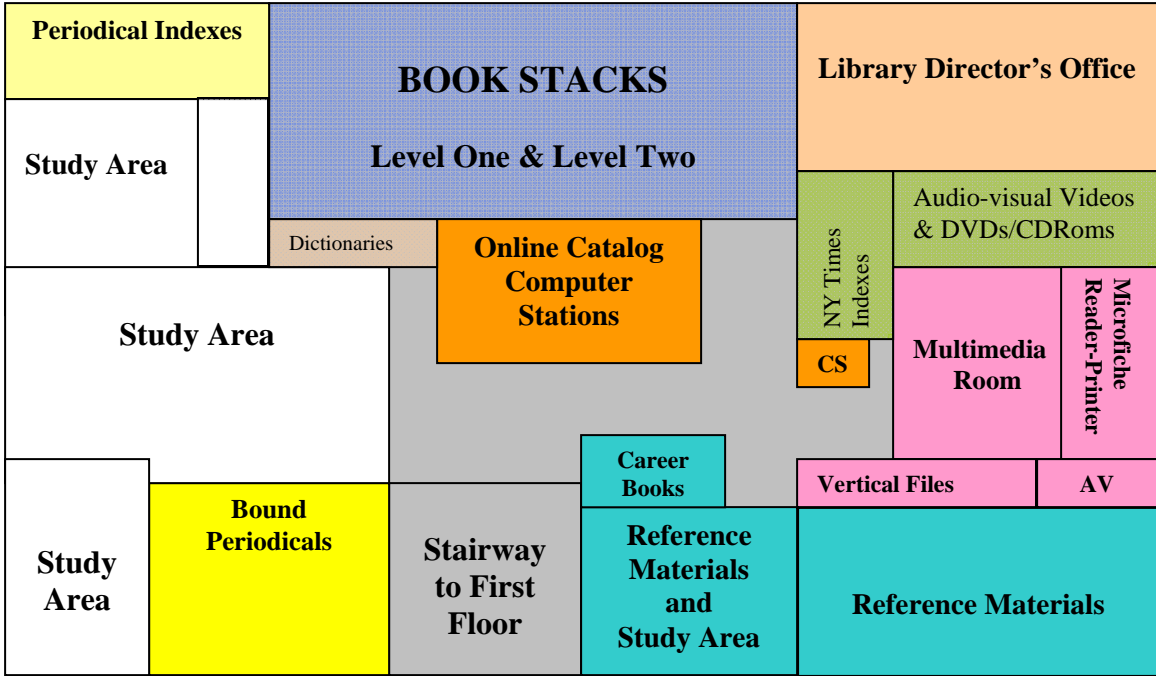 Periodical Indexes
BOOK STACKS
Level One & Level Two
Library Director’s Office
Study Area
Audio-visual Videos
& DVDs/CDRoms
NY Times
Indexes
Dictionaries
Online Catalog
Computer
Stations
Study Area
CS
Multimedia
Room
Microfiche
Reader-Printer
Career
Books
Vertical Files
AV
Study
Area
Bound
Periodicals
Stairway
to First
Floor
Reference
Materials
and
Study Area
Reference Materials